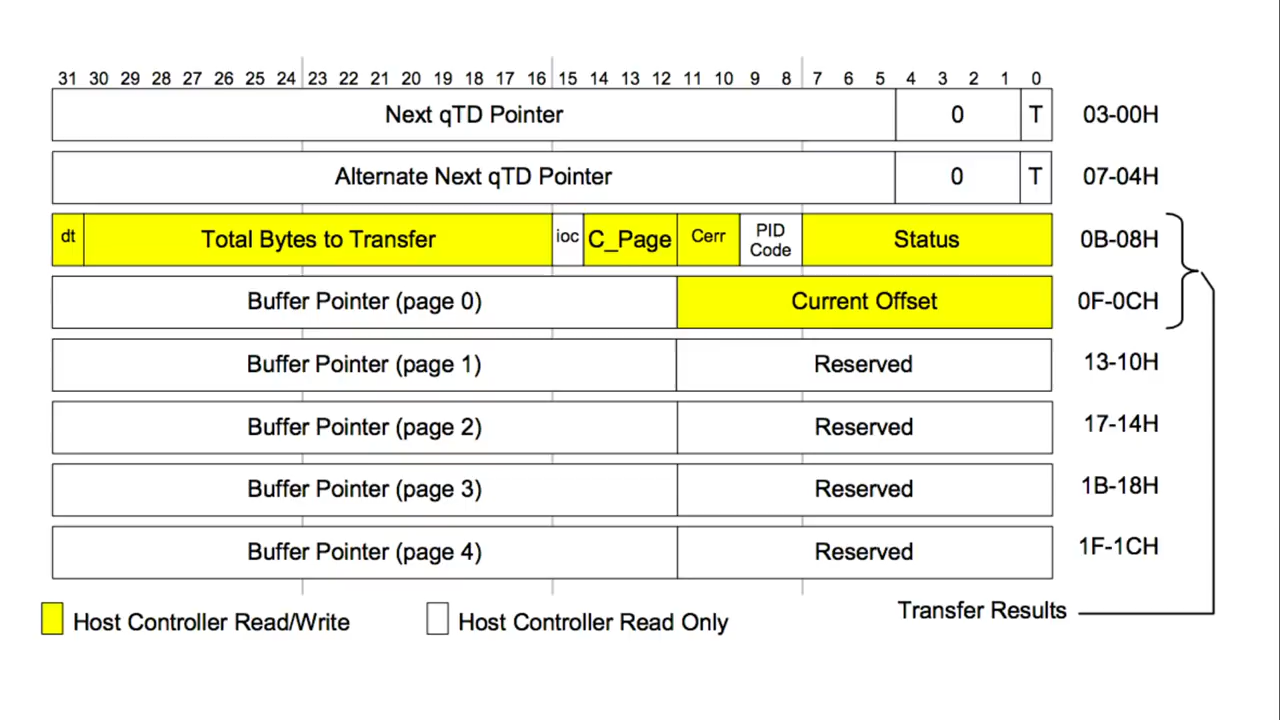 31 30 29 28 27 26 25 24 23 22 21 20 19 18 17 16 15 14 13 12 11 10 9 8 7 6 5 4 3 2 1 0
Next qTD Pointer 0 T 03-00H
Alternate Next qTD Pointer 0 T 07-04H
dt Total Bytes to Transfer ioc C_Page Cerr PID Code Status 0B-08H
Buffer Pointer (page 0) Current Offset 0F-0CH
Buffer Pointer (page 1) Reserved 13-10H
Buffer Pointer (page 2) Reserved 17-14H
Buffer Pointer (page 3) Reserved 1B-18H
Buffer Pointer (page 4) Reserved 1F-1CH
Host Controller Read/Write Host Controller Read Only Transfer Results